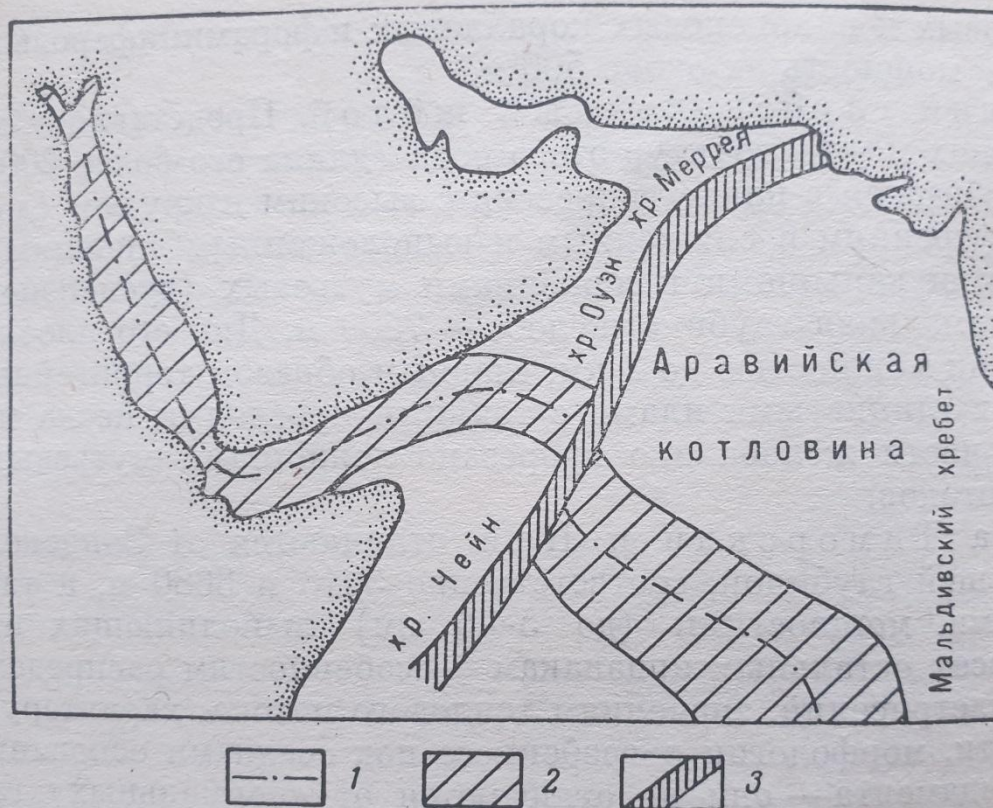 хр. Меррея
хр. Оуэн
Аравийская
котловина
Мальдивский хребет
хр. Чейн
1
2
3